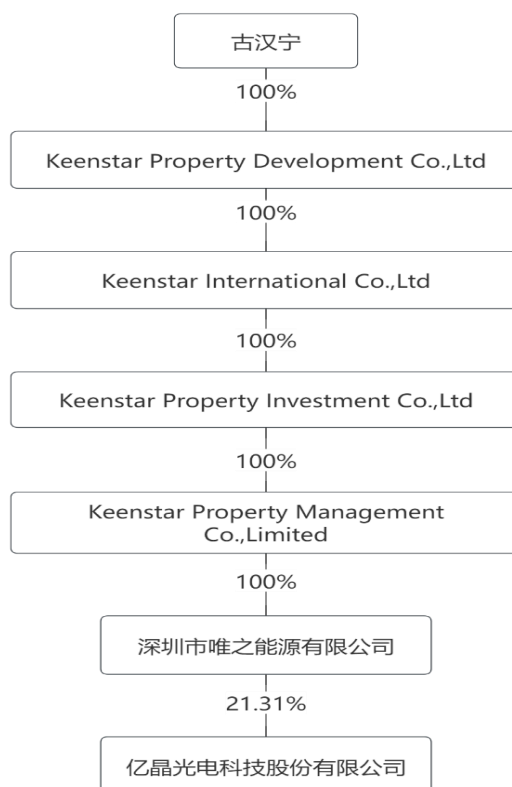 古汉宁
100%
Keenstar Property Development Co.,Ltd
100%
Keenstar International Co.,Ltd
100%
Keenstar Property Investment Co.,Ltd
100%
Keenstar Property Management
Co.,Limited
100%
深圳市唯之能源有限公司
21.31%
亿晶光电科技股份有限公司